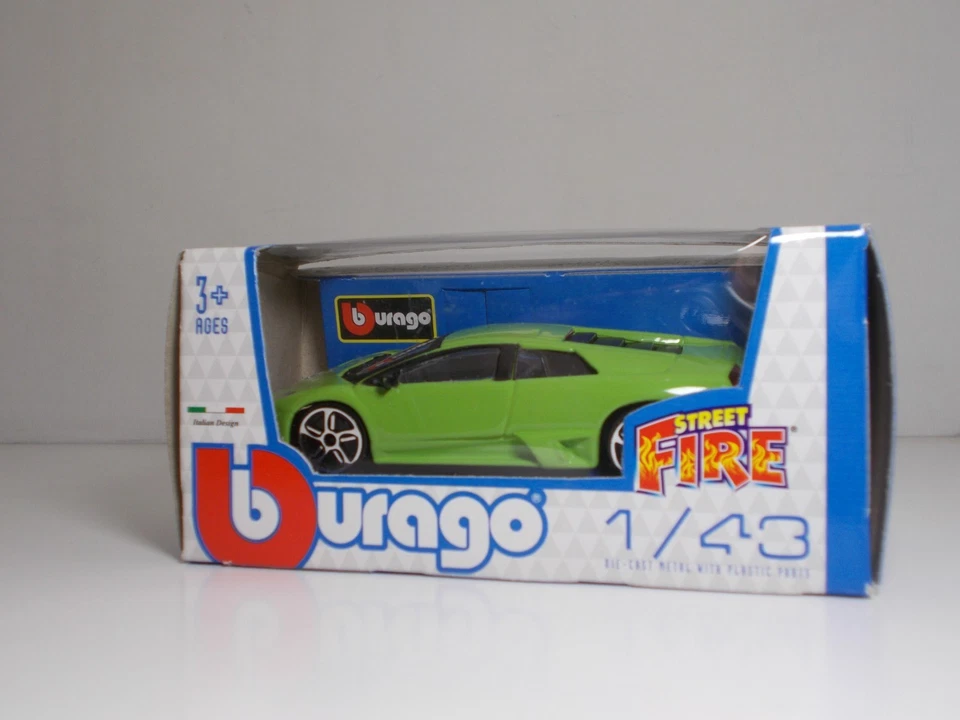 3+
AGES
burago
Italian Design
STREET
FIRE®
burago®
1/43
DIE-CAST METAL WITH PLASTIC PARTS